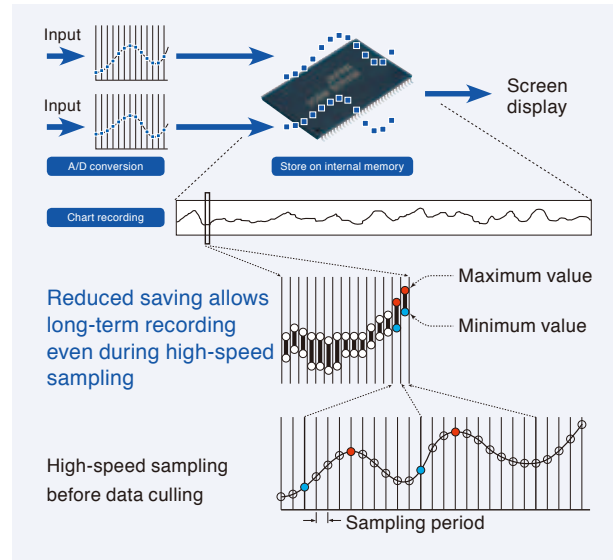 Input
Input
Screen
display
A/D conversion
Store on internal memory
Chart recording
Maximum value
Reduced saving allows
long-term recording
even during high-speed
sampling
Minimum value
High-speed sampling
before data culling
Sampling period